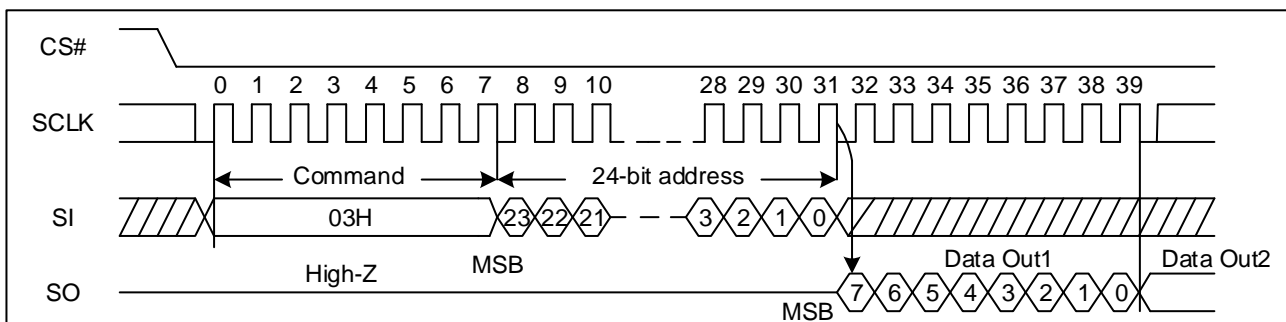 CS#
0 1 2 3 4 5 6 7 8 9 10 28 29 30 31 32 33 34 35 36 37 38 39
SCLK
Command 24-bit address
SI 03H 23 22 21 3 2 1 0
High-Z MSB Data Out1 Data Out2
SO 7 6 5 4 3 2 1 0
MSB